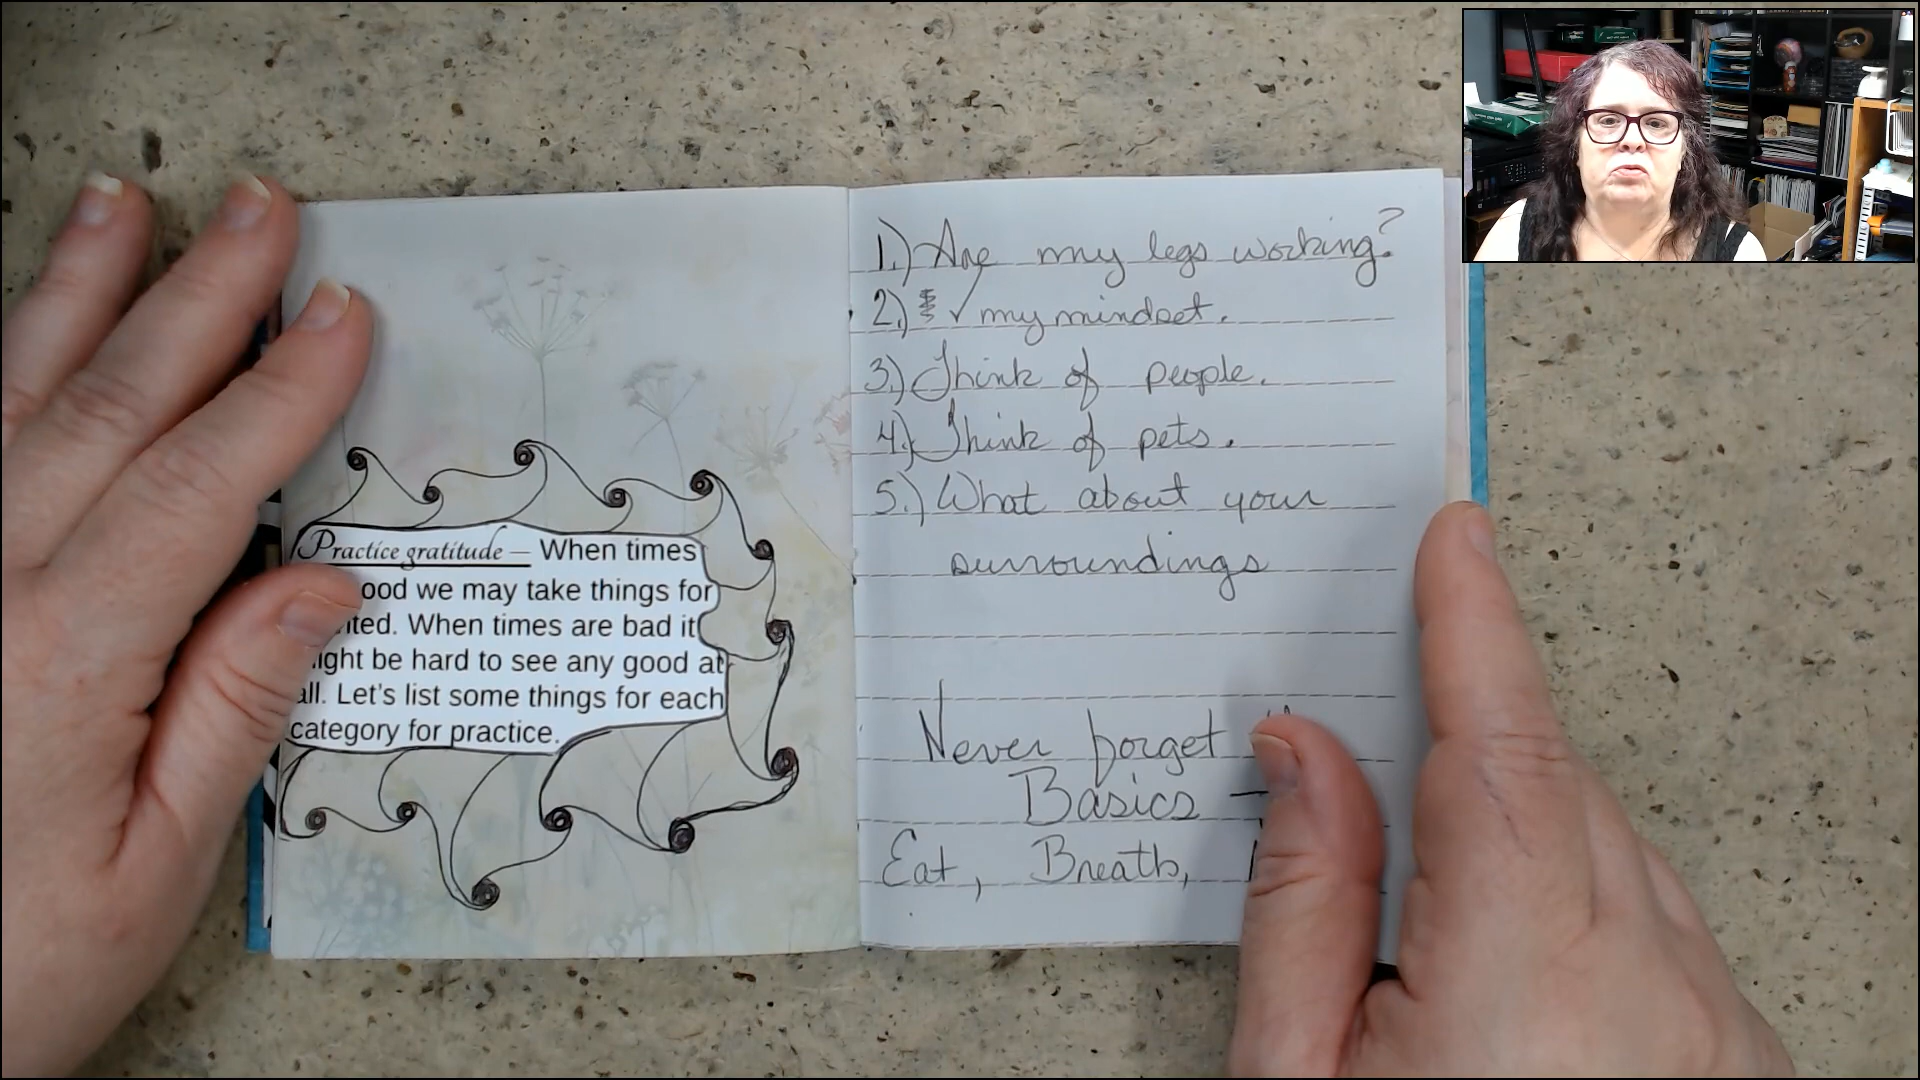 Practice gratitude — When times
ood we may take things for
nted. When times are bad it
ight be hard to see any good at
all. Let's list some things for each
category for practice.
1.) Are my legs working?
2.) ✓ my mindset.
3.) Think of people.
4.) Think of pets.
5.) What about your
surroundings
Never forget
Basics —
Eat, Breath,